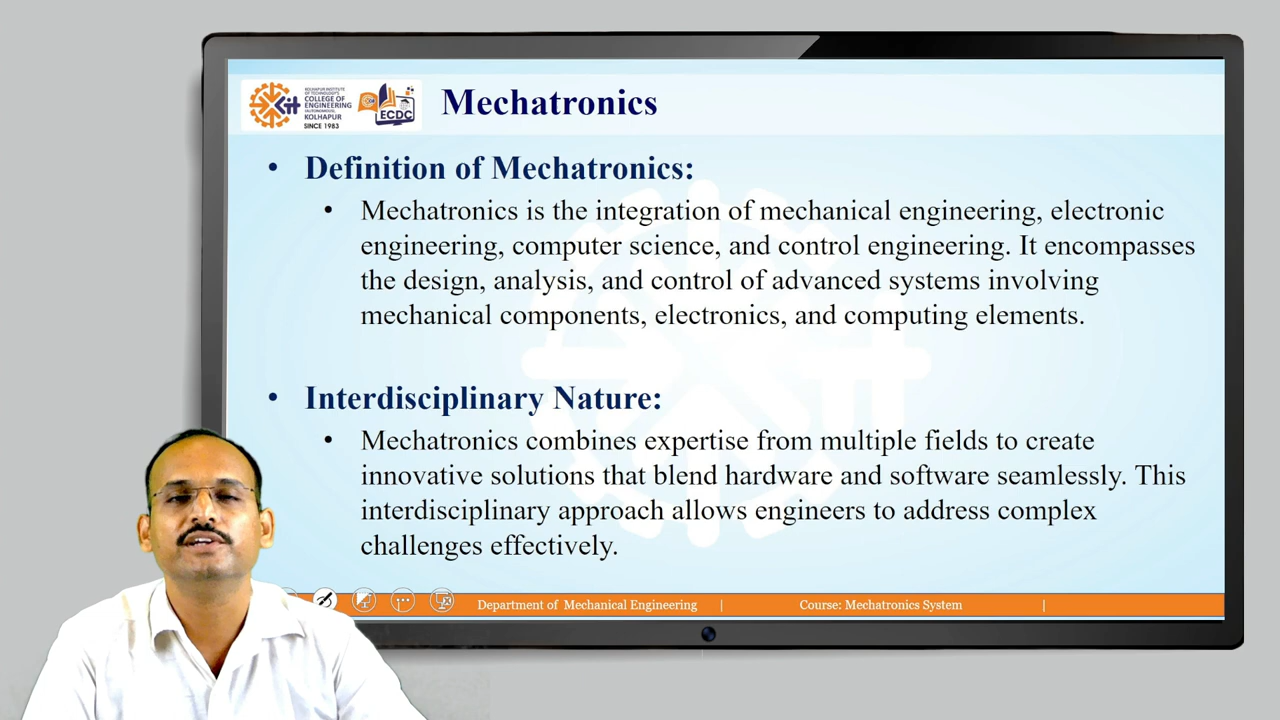 KOLHAPUR INSTITUTE
OF TECHNOLOGY'S
COLLEGE OF
ENGINEERING
(AUTONOMOUS),
KOLHAPUR
SINCE 1983
ECDC
Mechatronics
• Definition of Mechatronics:
• Mechatronics is the integration of mechanical engineering, electronic
engineering, computer science, and control engineering. It encompasses
the design, analysis, and control of advanced systems involving
mechanical components, electronics, and computing elements.
• Interdisciplinary Nature:
• Mechatronics combines expertise from multiple fields to create
innovative solutions that blend hardware and software seamlessly. This
interdisciplinary approach allows engineers to address complex
challenges effectively.
Department of Mechanical Engineering | Course: Mechatronics System |